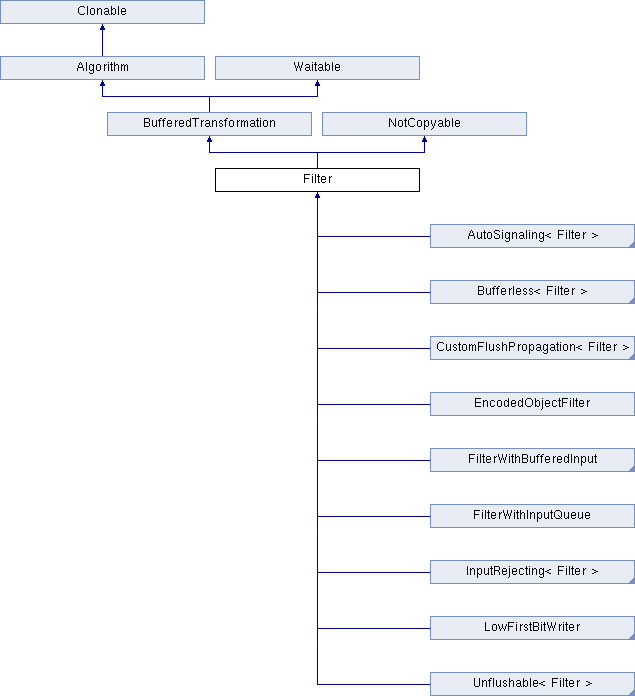 Clonable
Algorithm
Waitable
BufferedTransformation
NotCopyable
Filter
AutoSignaling< Filter >
Bufferless< Filter >
CustomFlushPropagation< Filter >
EncodedObjectFilter
FilterWithBufferedInput
FilterWithInputQueue
InputRejecting< Filter >
LowFirstBitWriter
Unflushable< Filter >